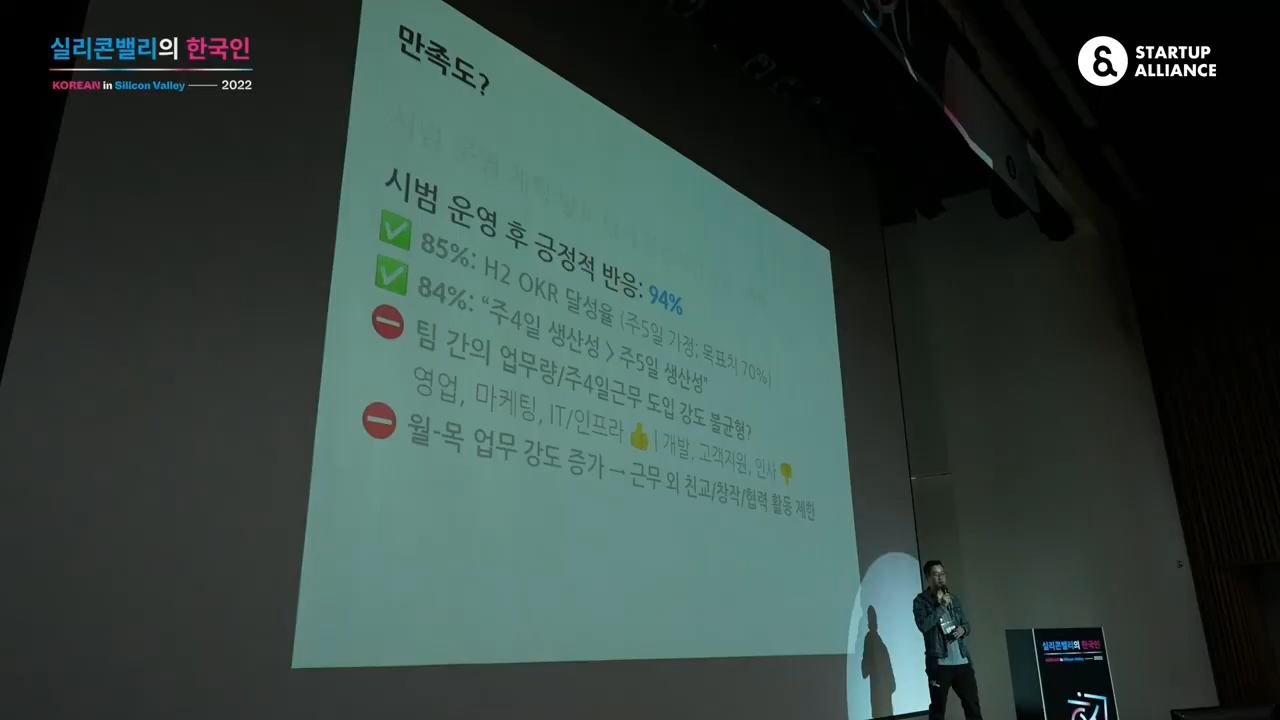 실리콘밸리의 한국인
KOREAN in Silicon Valley 2022
STARTUP
ALLIANCE
만족도?
시범 운영 후 긍정적 반응: 94%
✅ 85%: H2 OKR 달성율 (주5일 가정; 목표치 70%)
✅ 84%: “주4일 생산성 > 주5일 생산성”
⛔ 팀 간의 업무량/주4일근무 도입 강도 불균형?
영업, 마케팅, IT/인프라 👍 | 개발, 고객지원, 인사 👎
⛔ 월-목 업무 강도 증가 → 근무 외 친교/창작/협력 활동 제한
실리콘밸리의 한국인
KOREAN in Silicon Valley 2022